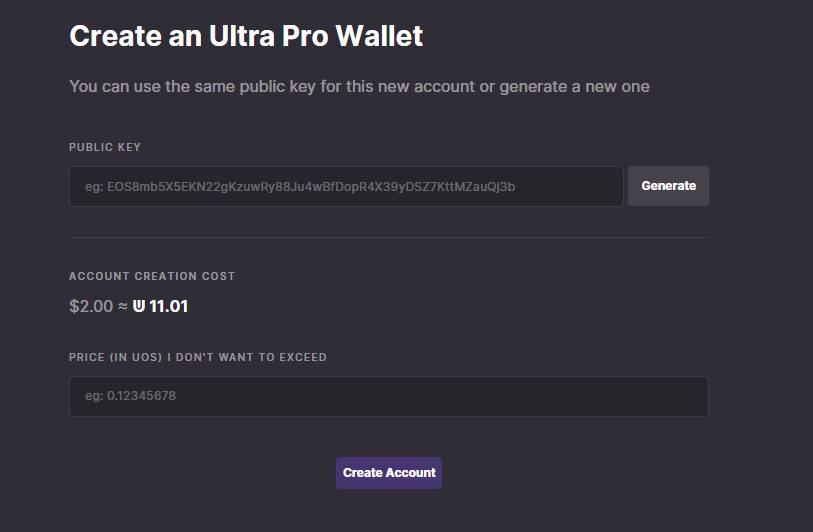 Create an Ultra Pro Wallet
You can use the same public key for this new account or generate a new one
PUBLIC KEY
eg: EOS8mb5X5EKN22gKzuwRy88Ju4wBfDopR4X39yDSZ7KttMZauQj3b
Generate
ACCOUNT CREATION COST
$2.00 ≈ U 11.01
PRICE (IN UOS) I DON'T WANT TO EXCEED
eg: 0.12345678
Create Account